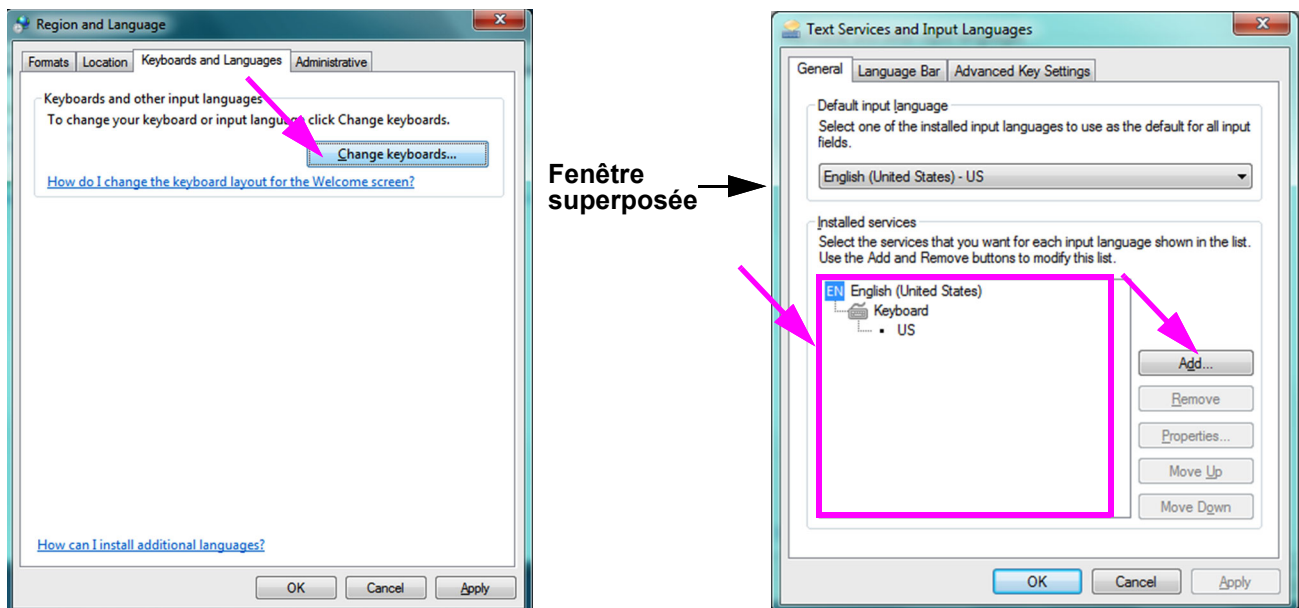 Region and Language
Formats Location Keyboards and Languages Administrative
Keyboards and other input languages
To change your keyboard or input language, click Change keyboards.
Change keyboards...
How do I change the keyboard layout for the Welcome screen?
How can I install additional languages?
OK Cancel Apply
Fenêtre
superposée
Text Services and Input Languages
General Language Bar Advanced Key Settings
Default input language
Select one of the installed input languages to use as the default for all input
fields.
English (United States) - US
Installed services
Select the services that you want for each input language shown in the list.
Use the Add and Remove buttons to modify this list.
EN English (United States)
Keyboard
US
Add...
Remove
Properties...
Move Up
Move Down
OK Cancel Apply